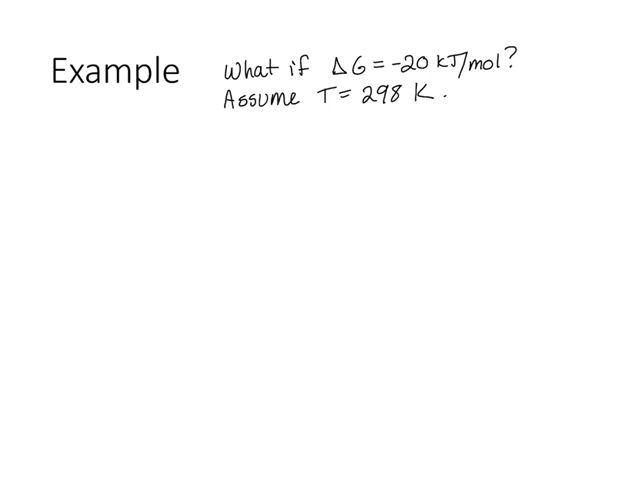 Example
What if ΔG = -20 kJ/mol?
Assume T = 298 K.